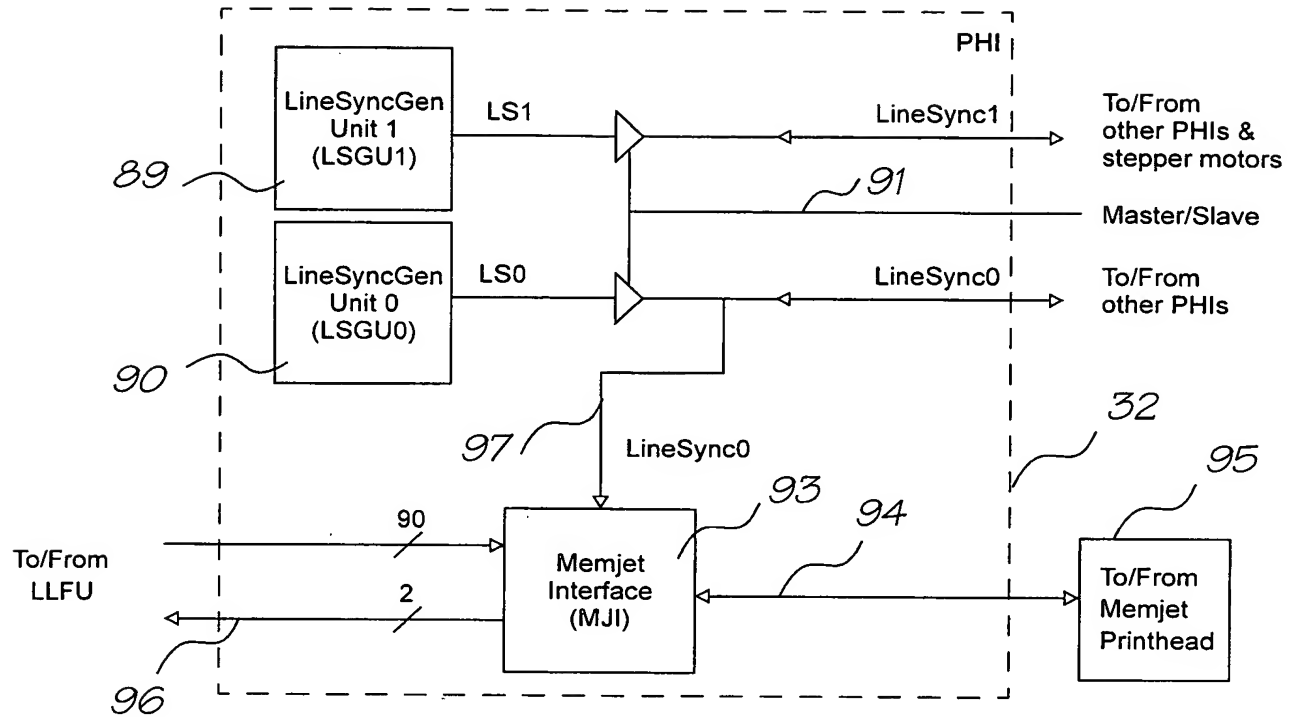 PHI
LineSyncGen
Unit 1
(LSGU1)
LS1
LineSync1
To/From
other PHIs &
stepper motors
89
91
Master/Slave
LineSyncGen
Unit 0
(LSGU0)
LS0
LineSync0
To/From
other PHIs
90
97
LineSync0
32
93
94
95
To/From
LLFU
90
2
Memjet
Interface
(MJI)
To/From
Memjet
Printhead
96